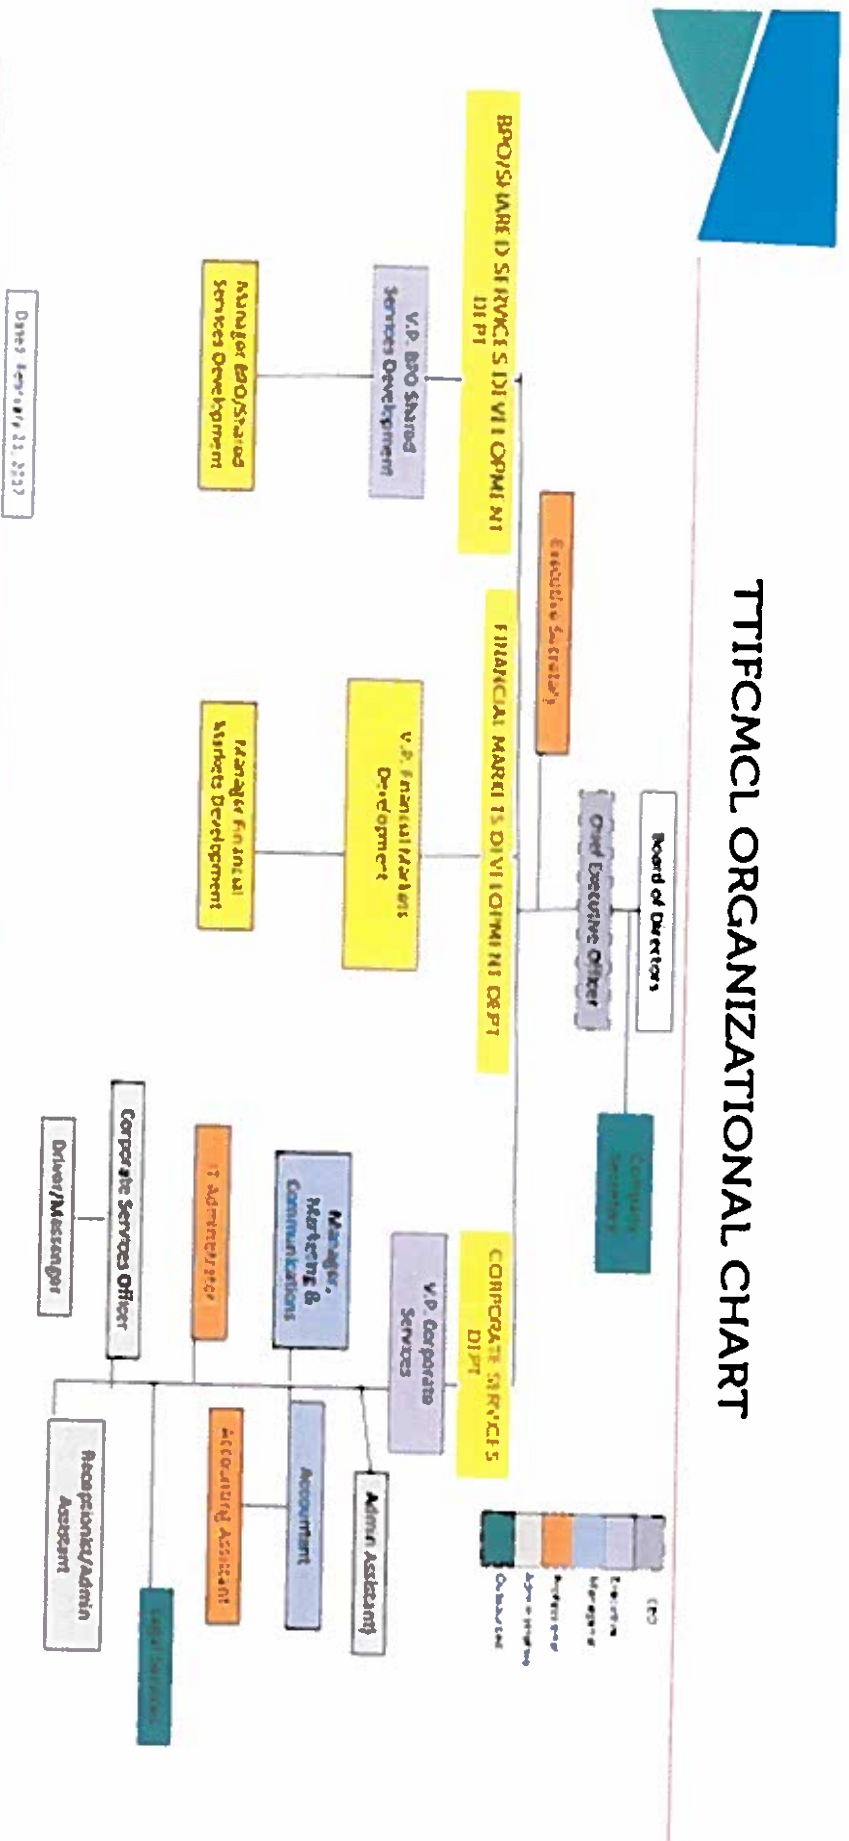 TTIFCMCL ORGANIZATIONAL CHART
Board of Directors
Company
Secretary
Chief Executive Officer
Executive Secretary
BPO/SHARED SERVICES DEVELOPMENT
DEPT
FINANCIAL MARKETS DEVELOPMENT DEPT
CORPORATE SERVICES
DEPT
V.P. BPO Shared
Services Development
V.P. Financial Markets
Development
V.P. Corporate
Services
Manager BPO/Shared
Services Development
Manager Financial
Markets Development
Admin Assistant)
Manager,
Marketing &
Communications
Accountant
IT Administrator
Accounting Assistant
Legal Services
Corporate Services Officer
Driver/Messenger
Receptionist/Admin
Assistant
CEO
Executive
Managerial
Professional
Administrative
Outsourced